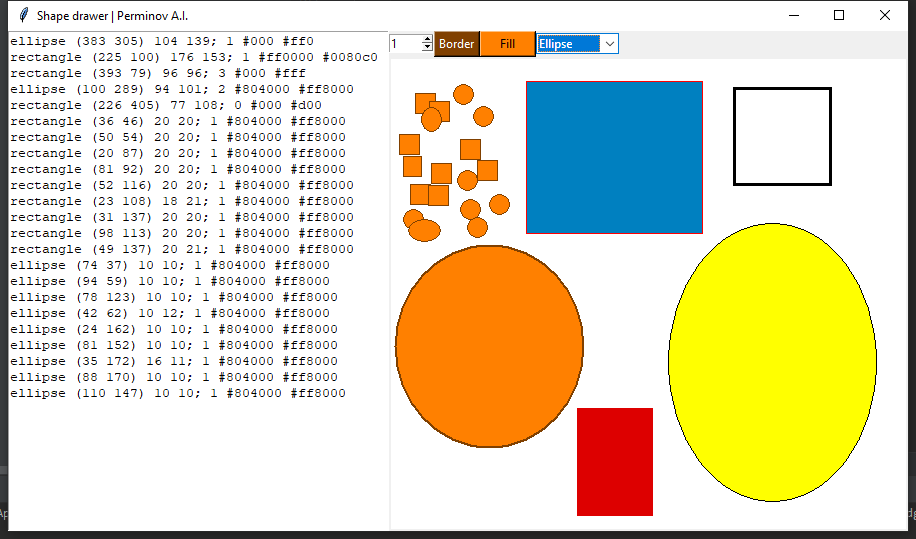 Shape drawer | Perminov A.I.
1 Border Fill Ellipse
ellipse (383 305) 104 139; 1 #000 #ff0
rectangle (225 100) 176 153; 1 #ff0000 #0080c0
rectangle (393 79) 96 96; 3 #000 #fff
ellipse (100 289) 94 101; 2 #804000 #ff8000
rectangle (226 405) 77 108; 0 #000 #d00
rectangle (36 46) 20 20; 1 #804000 #ff8000
rectangle (50 54) 20 20; 1 #804000 #ff8000
rectangle (20 87) 20 20; 1 #804000 #ff8000
rectangle (81 92) 20 20; 1 #804000 #ff8000
rectangle (52 116) 20 20; 1 #804000 #ff8000
rectangle (23 108) 18 21; 1 #804000 #ff8000
rectangle (31 137) 20 20; 1 #804000 #ff8000
rectangle (98 113) 20 20; 1 #804000 #ff8000
rectangle (49 137) 20 21; 1 #804000 #ff8000
ellipse (74 37) 10 10; 1 #804000 #ff8000
ellipse (94 59) 10 10; 1 #804000 #ff8000
ellipse (78 123) 10 10; 1 #804000 #ff8000
ellipse (42 62) 10 12; 1 #804000 #ff8000
ellipse (24 162) 10 10; 1 #804000 #ff8000
ellipse (81 152) 10 10; 1 #804000 #ff8000
ellipse (35 172) 16 11; 1 #804000 #ff8000
ellipse (88 170) 10 10; 1 #804000 #ff8000
ellipse (110 147) 10 10; 1 #804000 #ff8000